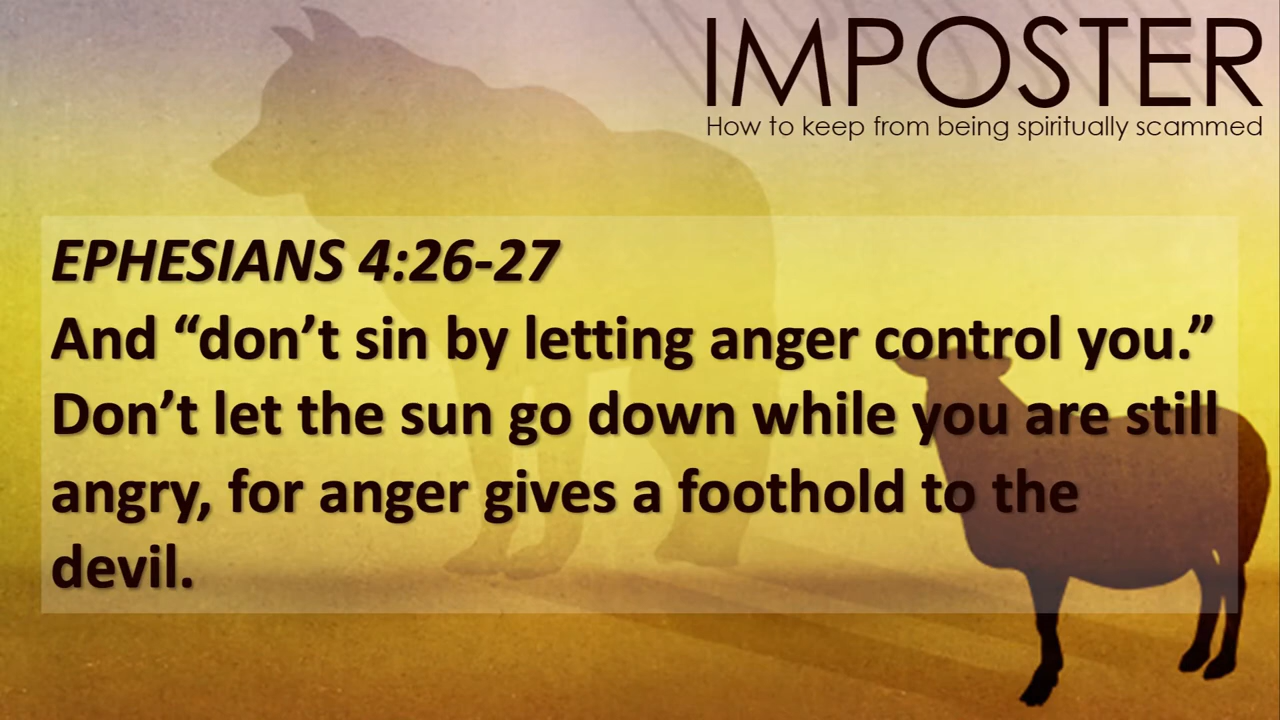 IMPOSTER
How to keep from being spiritually scammed
EPHESIANS 4:26-27
And “don’t sin by letting anger control you.”
Don’t let the sun go down while you are still
angry, for anger gives a foothold to the
devil.